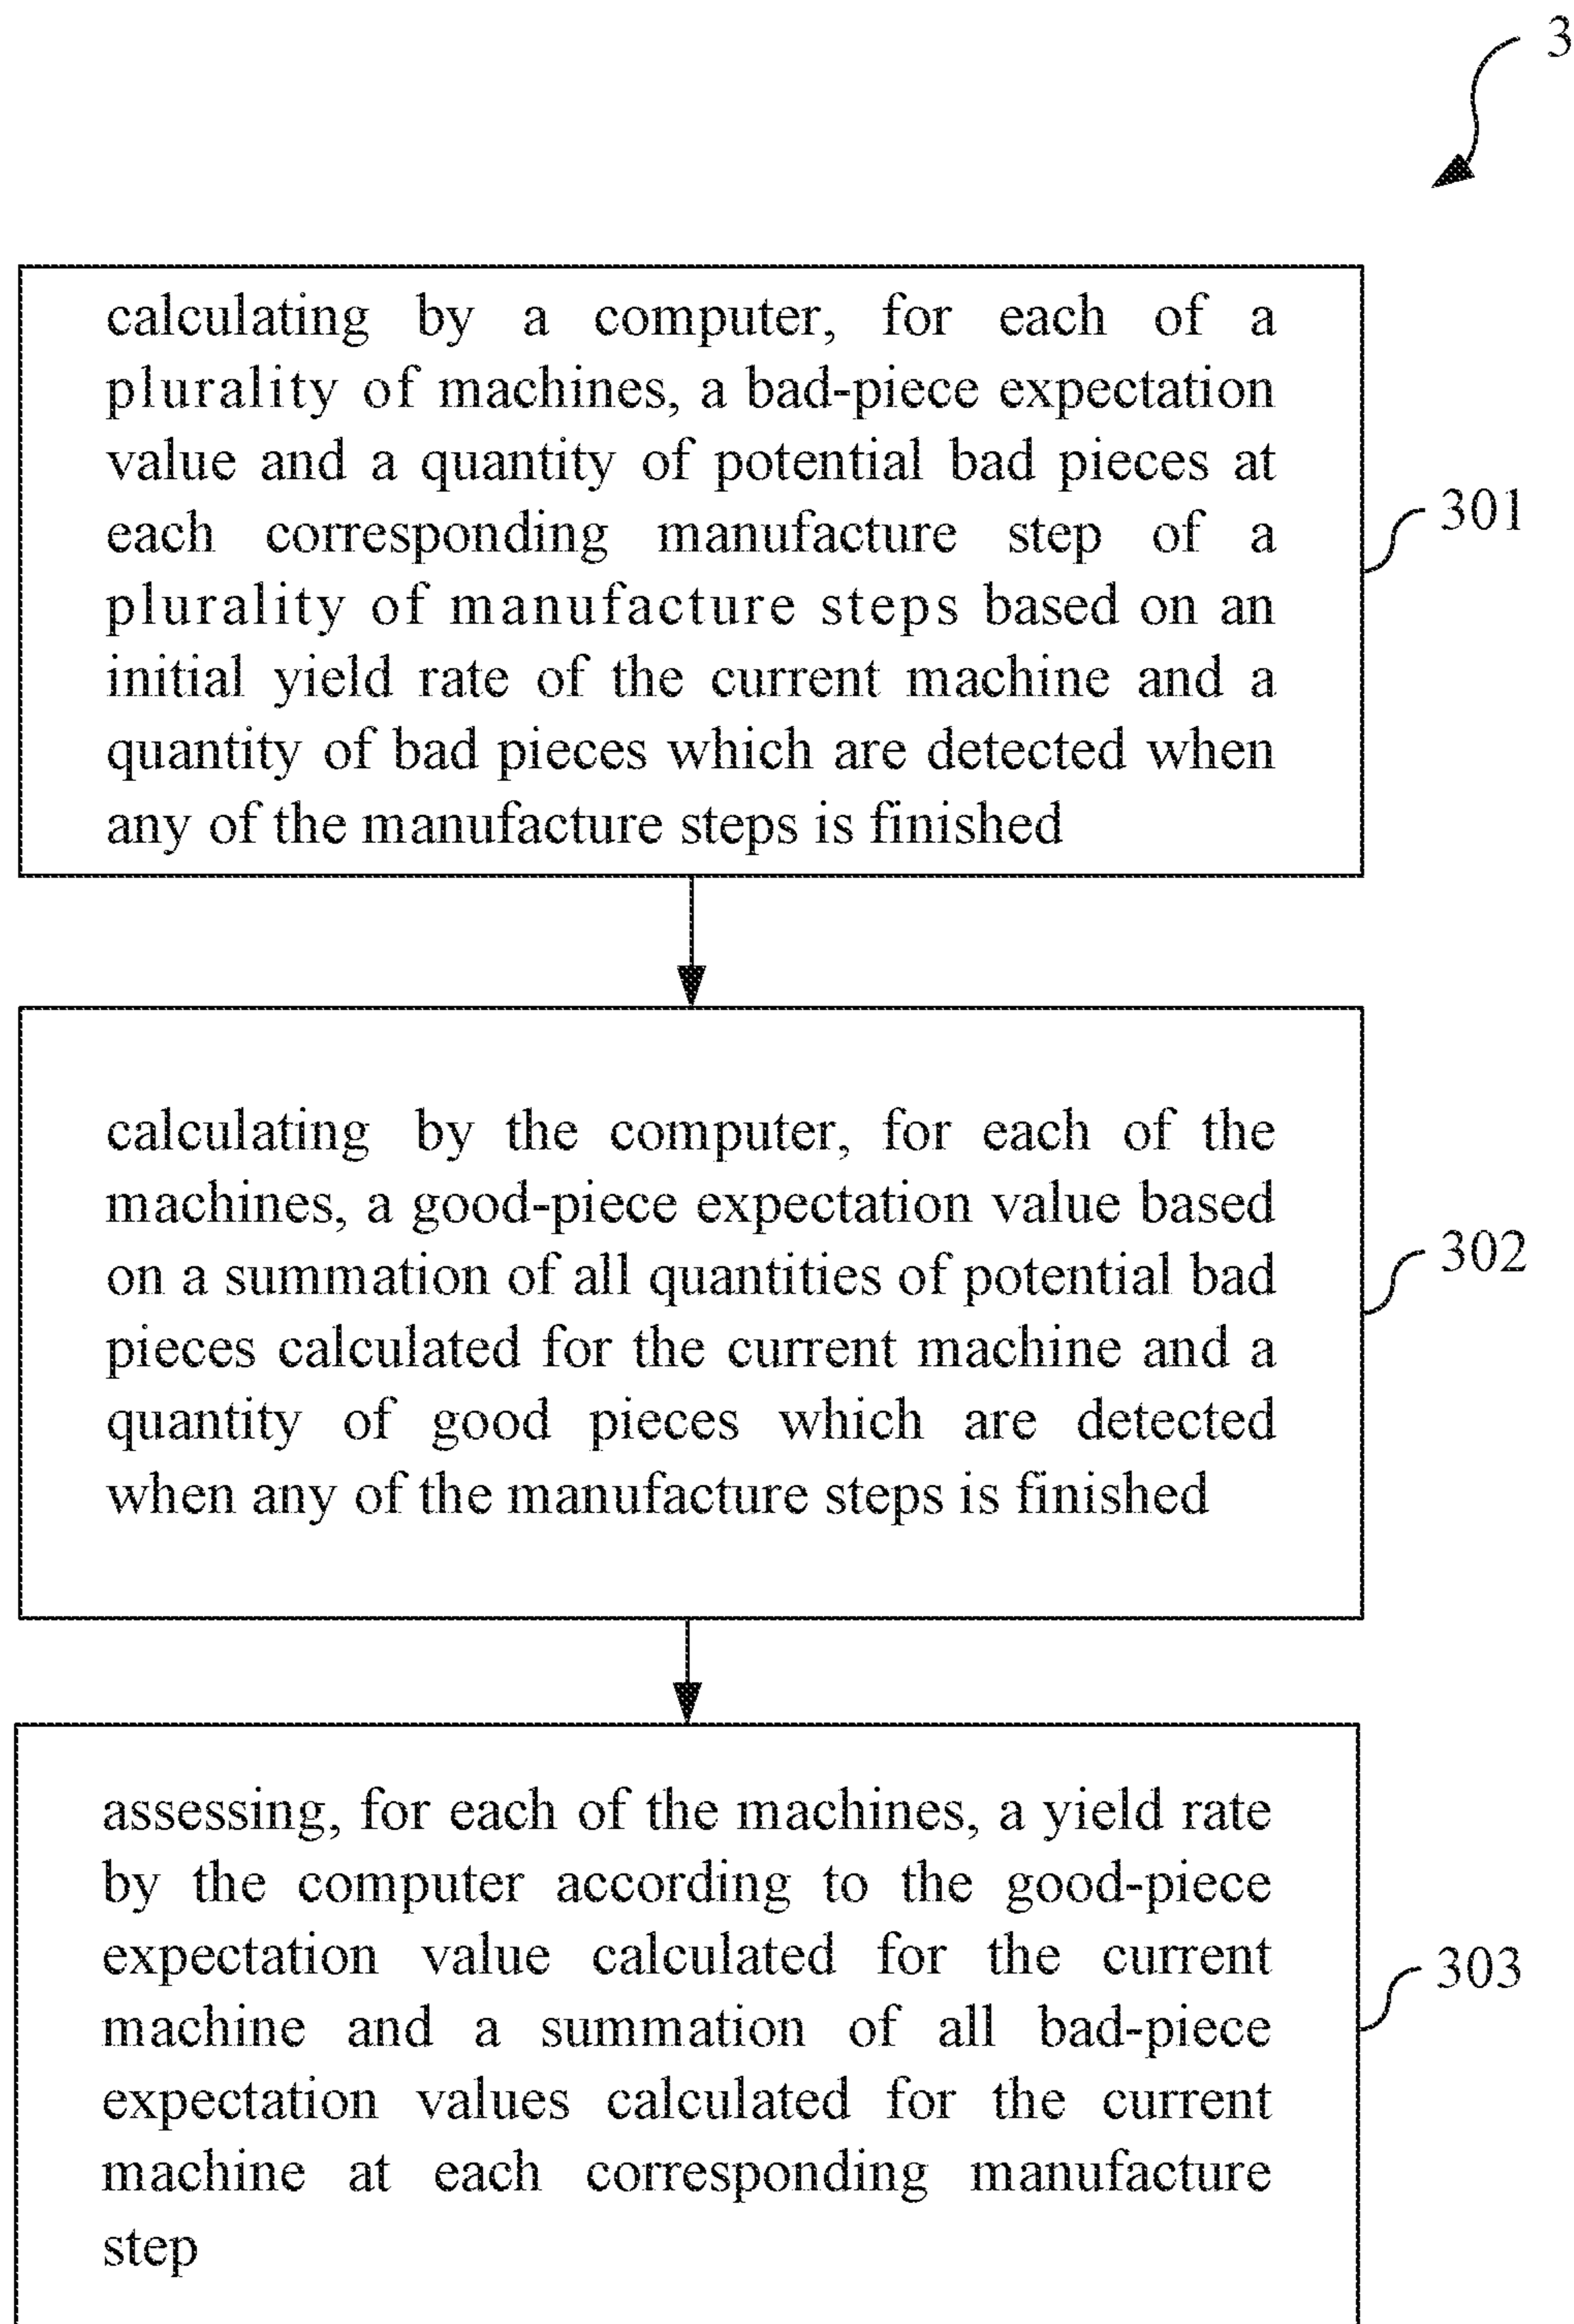 3
calculating by a computer, for each of a
plurality of machines, a bad-piece expectation
value and a quantity of potential bad pieces at
each corresponding manufacture step of a
plurality of manufacture steps based on an
initial yield rate of the current machine and a
quantity of bad pieces which are detected when
any of the manufacture steps is finished
301
calculating by the computer, for each of the
machines, a good-piece expectation value based
on a summation of all quantities of potential bad
pieces calculated for the current machine and a
quantity of good pieces which are detected
when any of the manufacture steps is finished
302
assessing, for each of the machines, a yield rate
by the computer according to the good-piece
expectation value calculated for the current
machine and a summation of all bad-piece
expectation values calculated for the current
machine at each corresponding manufacture
step
303